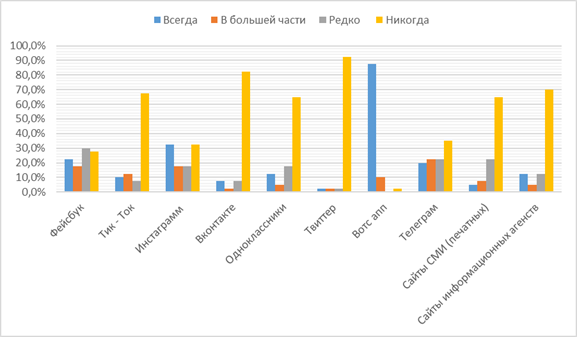 Всегда В большей части Редко Никогда
100,0%
90,0%
80,0%
70,0%
60,0%
50,0%
40,0%
30,0%
20,0%
10,0%
0,0%
Фейсбук
Тик - Ток
Инстаграмм
Вконтакте
Одноклассники
Твиттер
Вотс апп
Телеграм
Сайты СМИ (печатных)
Сайты информационных агенств